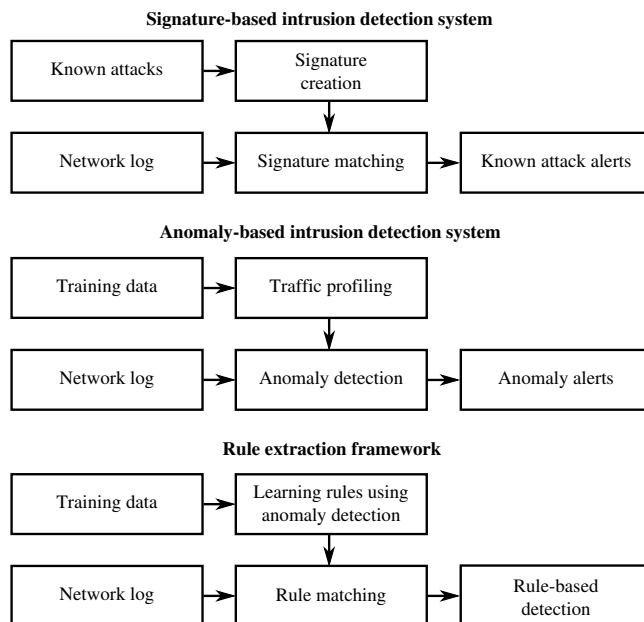 Signature-based intrusion detection system
Known attacks
Signature
creation
Network log
Signature matching
Known attack alerts
Anomaly-based intrusion detection system
Training data
Traffic profiling
Network log
Anomaly detection
Anomaly alerts
Rule extraction framework
Training data
Learning rules using
anomaly detection
Network log
Rule matching
Rule-based
detection